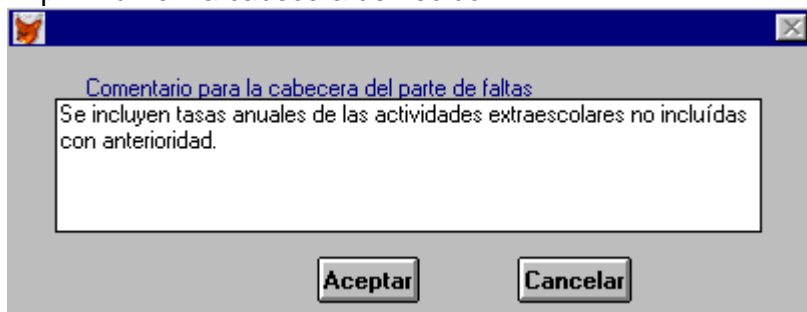 Comentario para la cabecera del parte de faltas
Se incluyen tasas anuales de las actividades extraescolares no incluídas
con anterioridad.
Aceptar Cancelar